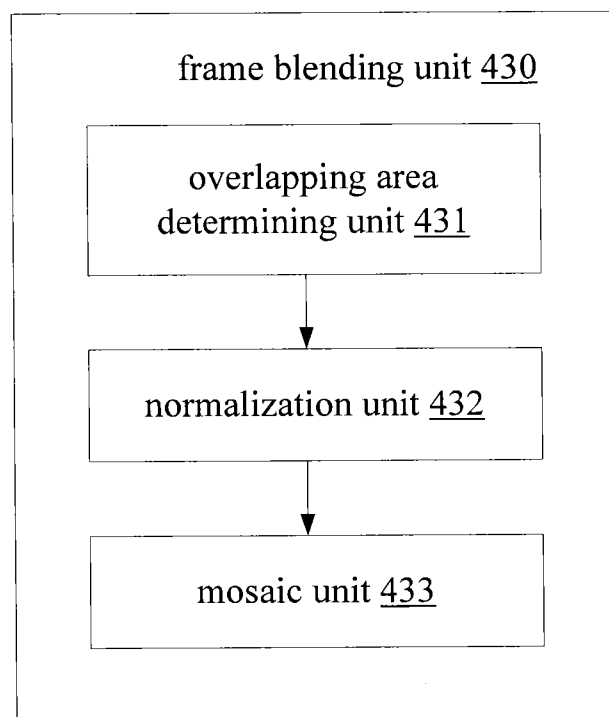 frame blending unit 430
overlapping area
determining unit 431
normalization unit 432
mosaic unit 433